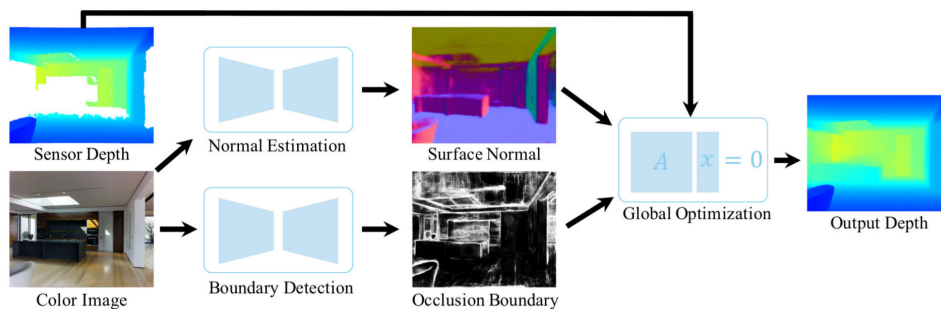 Sensor Depth
Normal Estimation
Surface Normal
A x = 0
Global Optimization
Output Depth
Color Image
Boundary Detection
Occlusion Boundary